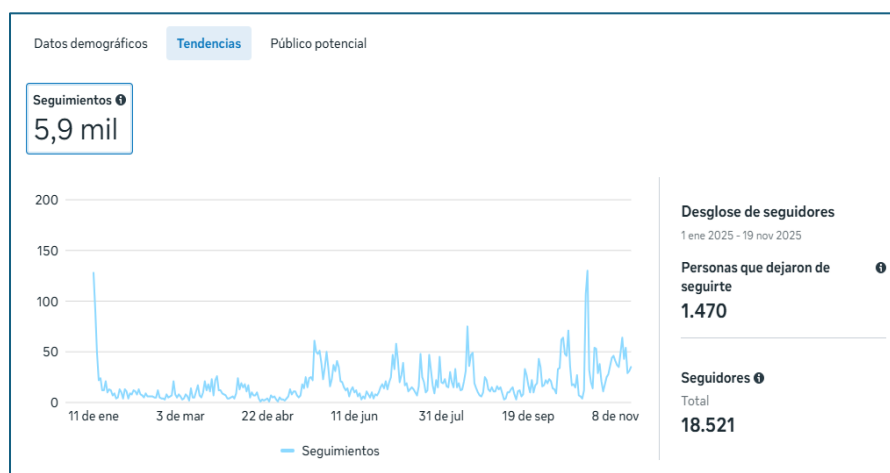 Datos demográficos
Tendencias
Público potencial
Seguimientos
5,9 mil
200
150
100
50
0
11 de ene
3 de mar
22 de abr
11 de jun
31 de jul
19 de sep
8 de nov
Seguimientos
Desglose de seguidores
1 ene 2025 - 19 nov 2025
Personas que dejaron de
seguirte
1.470
Seguidores
Total
18.521